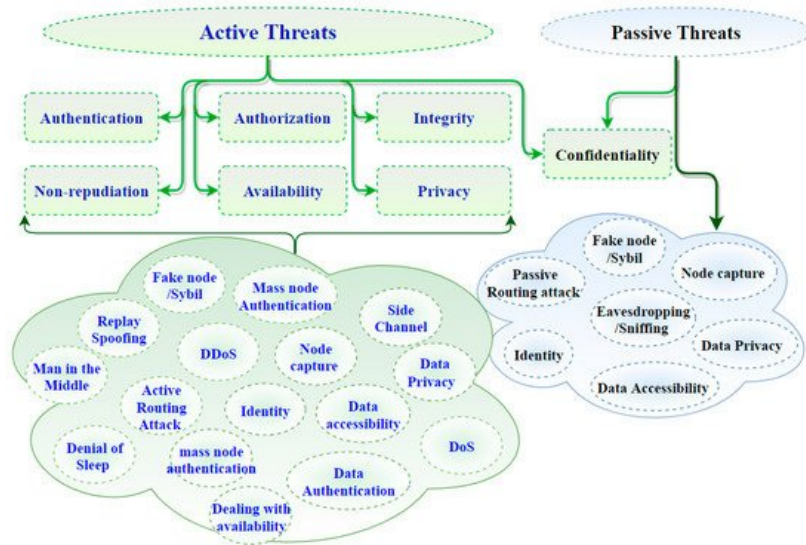 Active Threats
Passive Threats
Authentication
Authorization
Integrity
Confidentiality
Non-repudiation
Availability
Privacy
Fake node
/Sybil
Mass node
Authentication
Side
Channel
Replay
Spoofing
DDoS
Node
capture
Data
Privacy
Man in the
Middle
Active
Routing
Attack
Identity
Data
accessibility
DoS
Denial of
Sleep
mass node
authentication
Data
Authentication
Dealing with
availability
Fake node
/Sybil
Passive
Routing attack
Node capture
Eavesdropping
/Sniffing
Identity
Data Privacy
Data Accessibility